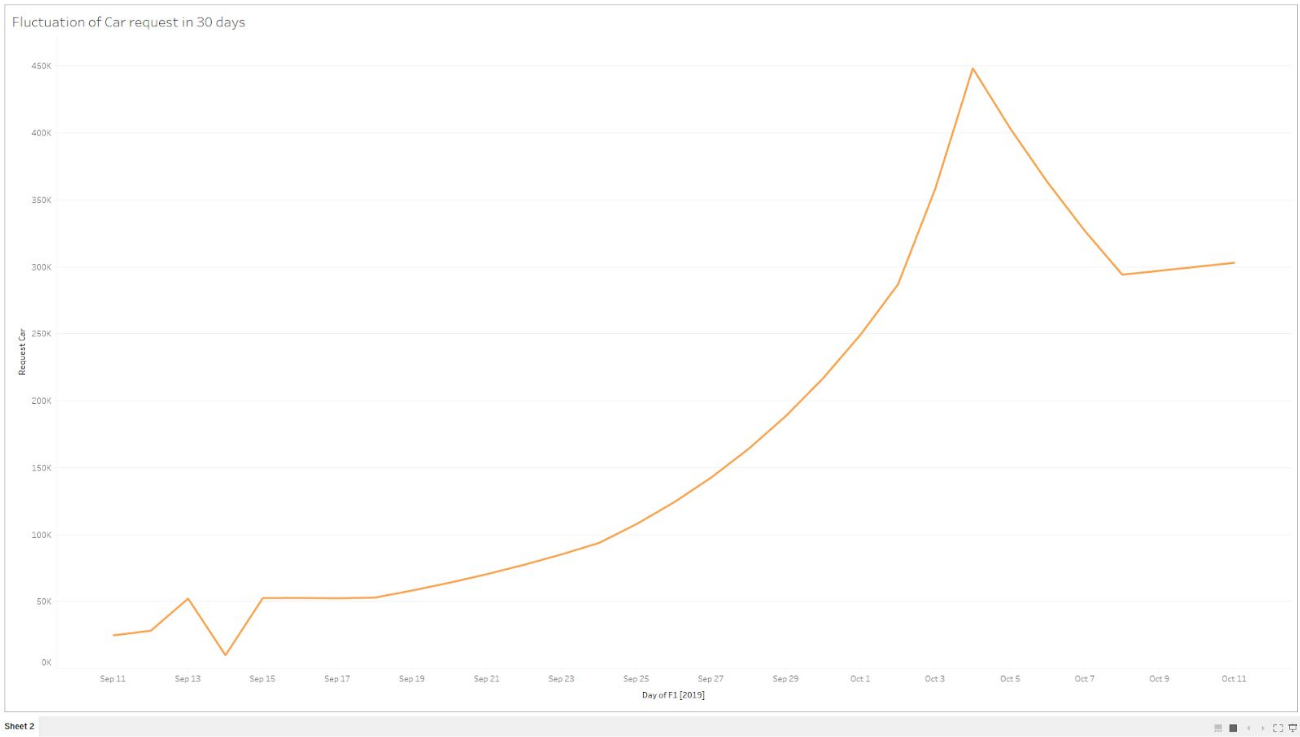 Fluctuation of Car request in 30 days
450K
400K
350K
300K
250K
200K
150K
100K
50K
0K
Request Car
Sep 11 Sep 13 Sep 15 Sep 17 Sep 19 Sep 21 Sep 23 Sep 25 Sep 27 Sep 29 Oct 1 Oct 3 Oct 5 Oct 7 Oct 9 Oct 11
Day of F1 [2019]
Sheet 2